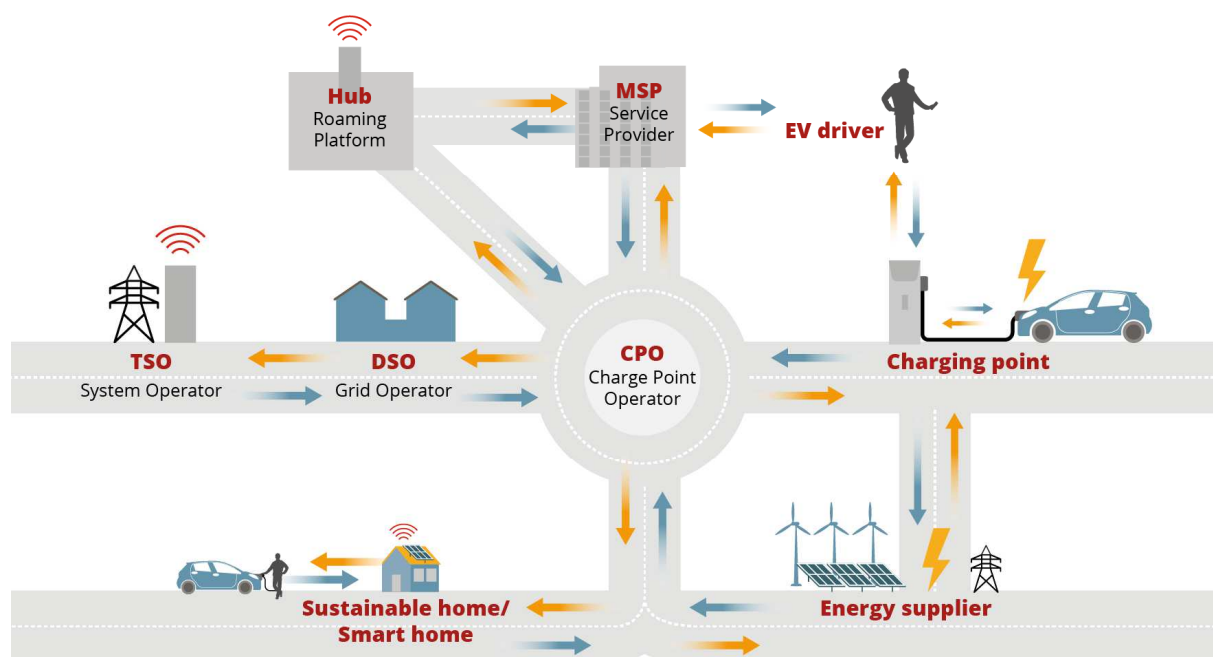 Hub
Roaming
Platform
MSP
Service
Provider
EV driver
TSO
System Operator
DSO
Grid Operator
CPO
Charge Point
Operator
Charging point
Sustainable home/
Smart home
Energy supplier